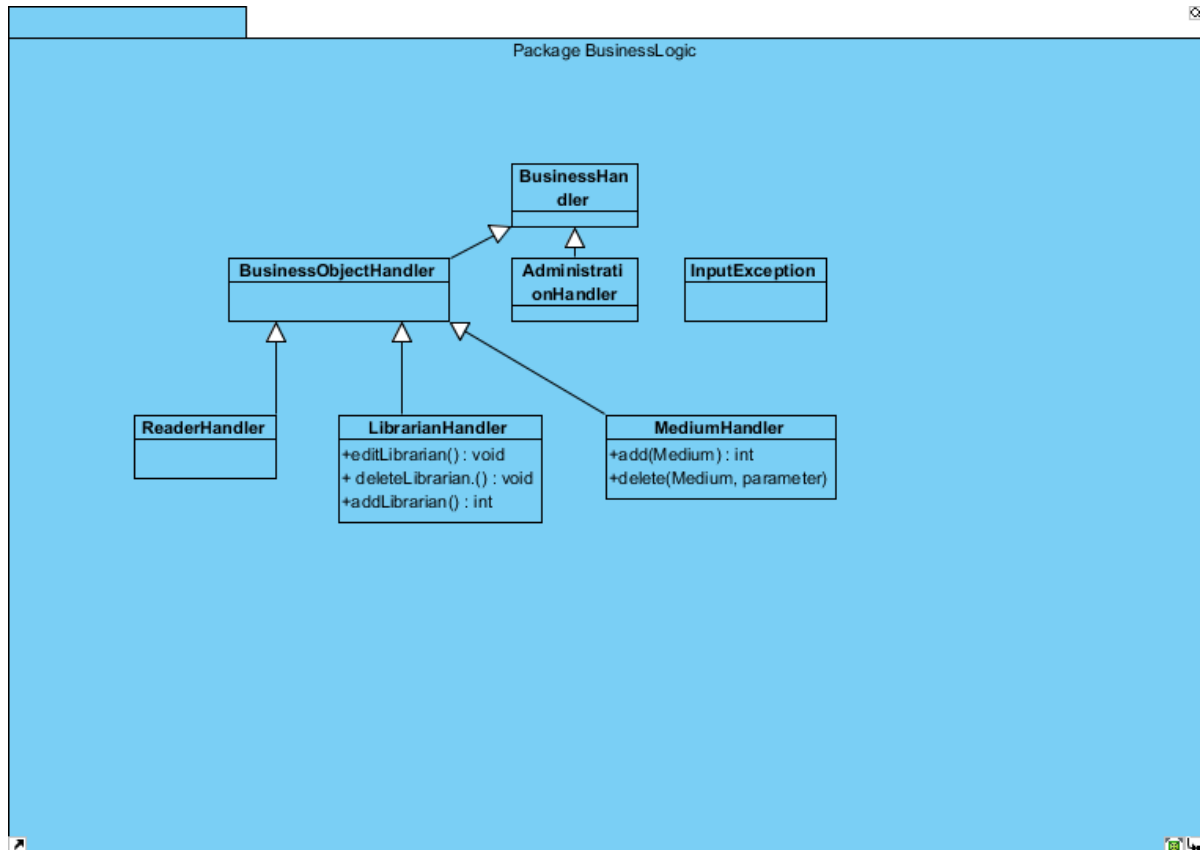 Package BusinessLogic
BusinessHan
dler
BusinessObjectHandler
Administrati
onHandler
InputException
ReaderHandler
LibrarianHandler
+editLibrarian() : void
+ deleteLibrarian.() : void
+addLibrarian() : int
MediumHandler
+add(Medium) : int
+delete(Medium, parameter)